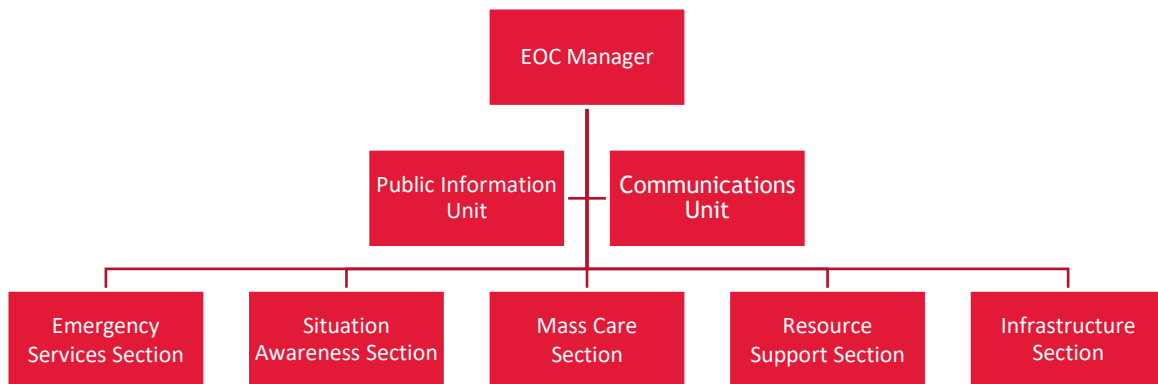 EOC Manager
Public Information
Unit
Communications
Unit
Emergency
Services Section
Situation
Awareness Section
Mass Care
Section
Resource
Support Section
Infrastructure
Section